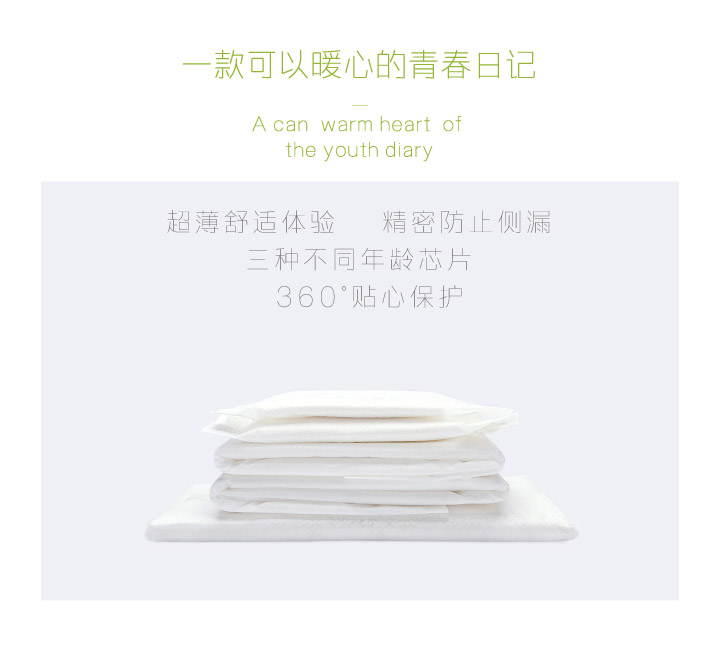 一款可以暖心的青春日记
A can warm heart of
the youth diary
超薄舒适体验 精密防止侧漏
三种不同年龄芯片
360°贴心保护